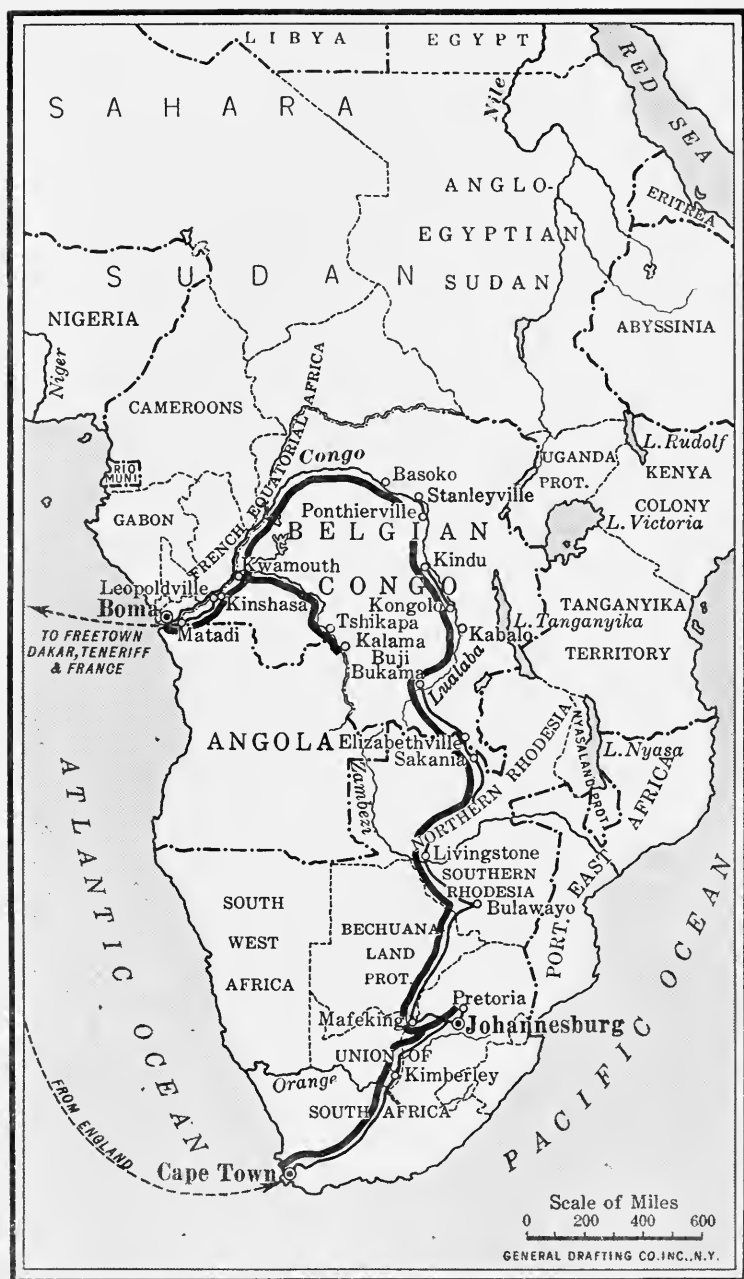 LIBYA
EGYPT
RED SEA
Nile
SAHARA
ANGLO-
EGYPTIAN
SUDAN
ERITREA
SUDAN
NIGERIA
ABYSSINIA
Niger
CAMEROONS
FRENCH EQUATORIAL AFRICA
L. Rudolf
Congo
UGANDA
PROT.
KENYA
COLONY
RIO
MUNI
Basoko
Stanleyville
GABON
Ponthierville
L. Victoria
BELGIAN
CONGO
Kwamouth
Kindu
Leopoldville
Boma
Kinshasa
Kongolo
TANGANYIKA
TERRITORY
Matadi
Tshikapa
Kabalo
L. Tanganyika
TO FREETOWN
DAKAR, TENERIFF
& FRANCE
Kalama
Buji
Bukama
Lualaba
ANGOLA
Elizabethville
Sakania
NORTHERN RHODESIA
NYASALAND PROT.
L. Nyasa
Zambezi
PORT. EAST AFRICA
ATLANTIC OCEAN
Livingstone
SOUTHERN
RHODESIA
SOUTH
WEST
AFRICA
Bulawayo
BECHUANA
LAND
PROT.
PACIFIC OCEAN
Pretoria
Mafeking
Johannesburg
UNION OF
SOUTH AFRICA
Orange
Kimberley
FROM ENGLAND
Cape Town
Scale of Miles
0 200 400 600
GENERAL DRAFTING CO. INC., N.Y.